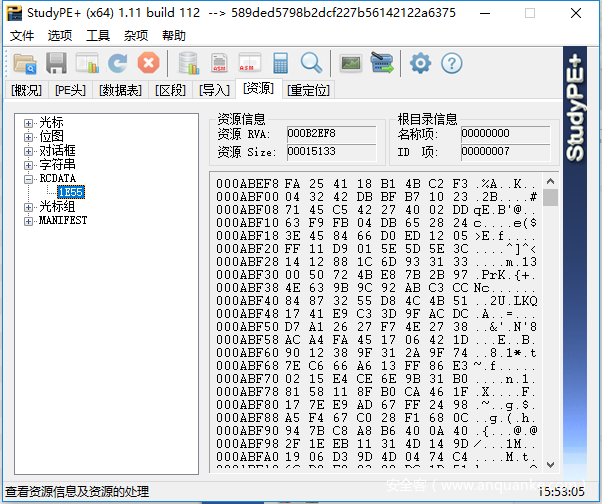 StudyPE+ (x64) 1.11 build 112 --> 589ded5798b2dcf227b56142122a6375
文件 选项 工具 杂项 帮助
[概况] [PE头] [数据表] [区段] [导入] [资源] [重定位]
光标
位图
对话框
字符串
RCDATA
1E55
光标组
MANIFEST
资源信息
资源 RVA: 000B2EF8
资源 Size: 00015133
根目录信息
名称项: 00000000
ID 项: 00000007
000ABEF8 FA 25 41 18 B1 4B C2 F3 .%A..K..
000ABF00 04 32 42 DB BF B7 10 23 .2B....#
000ABF08 71 45 C5 42 27 40 02 DD qE.B'@..
000ABF10 63 F9 FB 04 DB 65 28 24 c....e($
000ABF18 3E 45 84 66 D0 ED 12 05 >E.f....
000ABF20 FF 11 D9 01 5E 5D 5E 3C ....^]^<
000ABF28 14 12 88 1C 6D 93 31 33 ....m.13
000ABF30 00 50 72 4B E8 7B 2B 97 .PrK.{+.
000ABF38 4E 63 9B 9C 92 AB C3 CC Nc......
000ABF40 84 87 32 55 D8 4C 4B 51 ..2U.LKQ
000ABF48 17 41 E9 C3 3D 9F AC DC .A..=...
000ABF50 D7 A1 26 27 F7 4E 27 38 ..&'.N'8
000ABF58 AC A4 FA 45 17 06 42 1D ...E..B.
000ABF60 90 12 38 9F 31 2A 9F 74 ..8.1*.t
000ABF68 7E C6 66 A6 13 FF 86 E3 ~.f.....
000ABF70 02 15 E4 CE 6E 9B 31 B0 ....n.1.
000ABF78 81 58 11 8F B0 CA 46 1F .X....F.
000ABF80 17 7E E9 AD 67 FF 24 98 .~..g.$.
000ABF88 A5 F4 67 C0 28 F1 68 0C ..g.(.h.
000ABF90 94 7B C8 A8 B6 40 0A 40 .{...@.@
000ABF98 2F 1E EB 11 31 4D 14 9D /...1M..
000ABFA0 19 06 D3 9D 4D 04 74 C4 ....M.t.
StudyPE+
查看资源信息及资源的处理
15:53:05